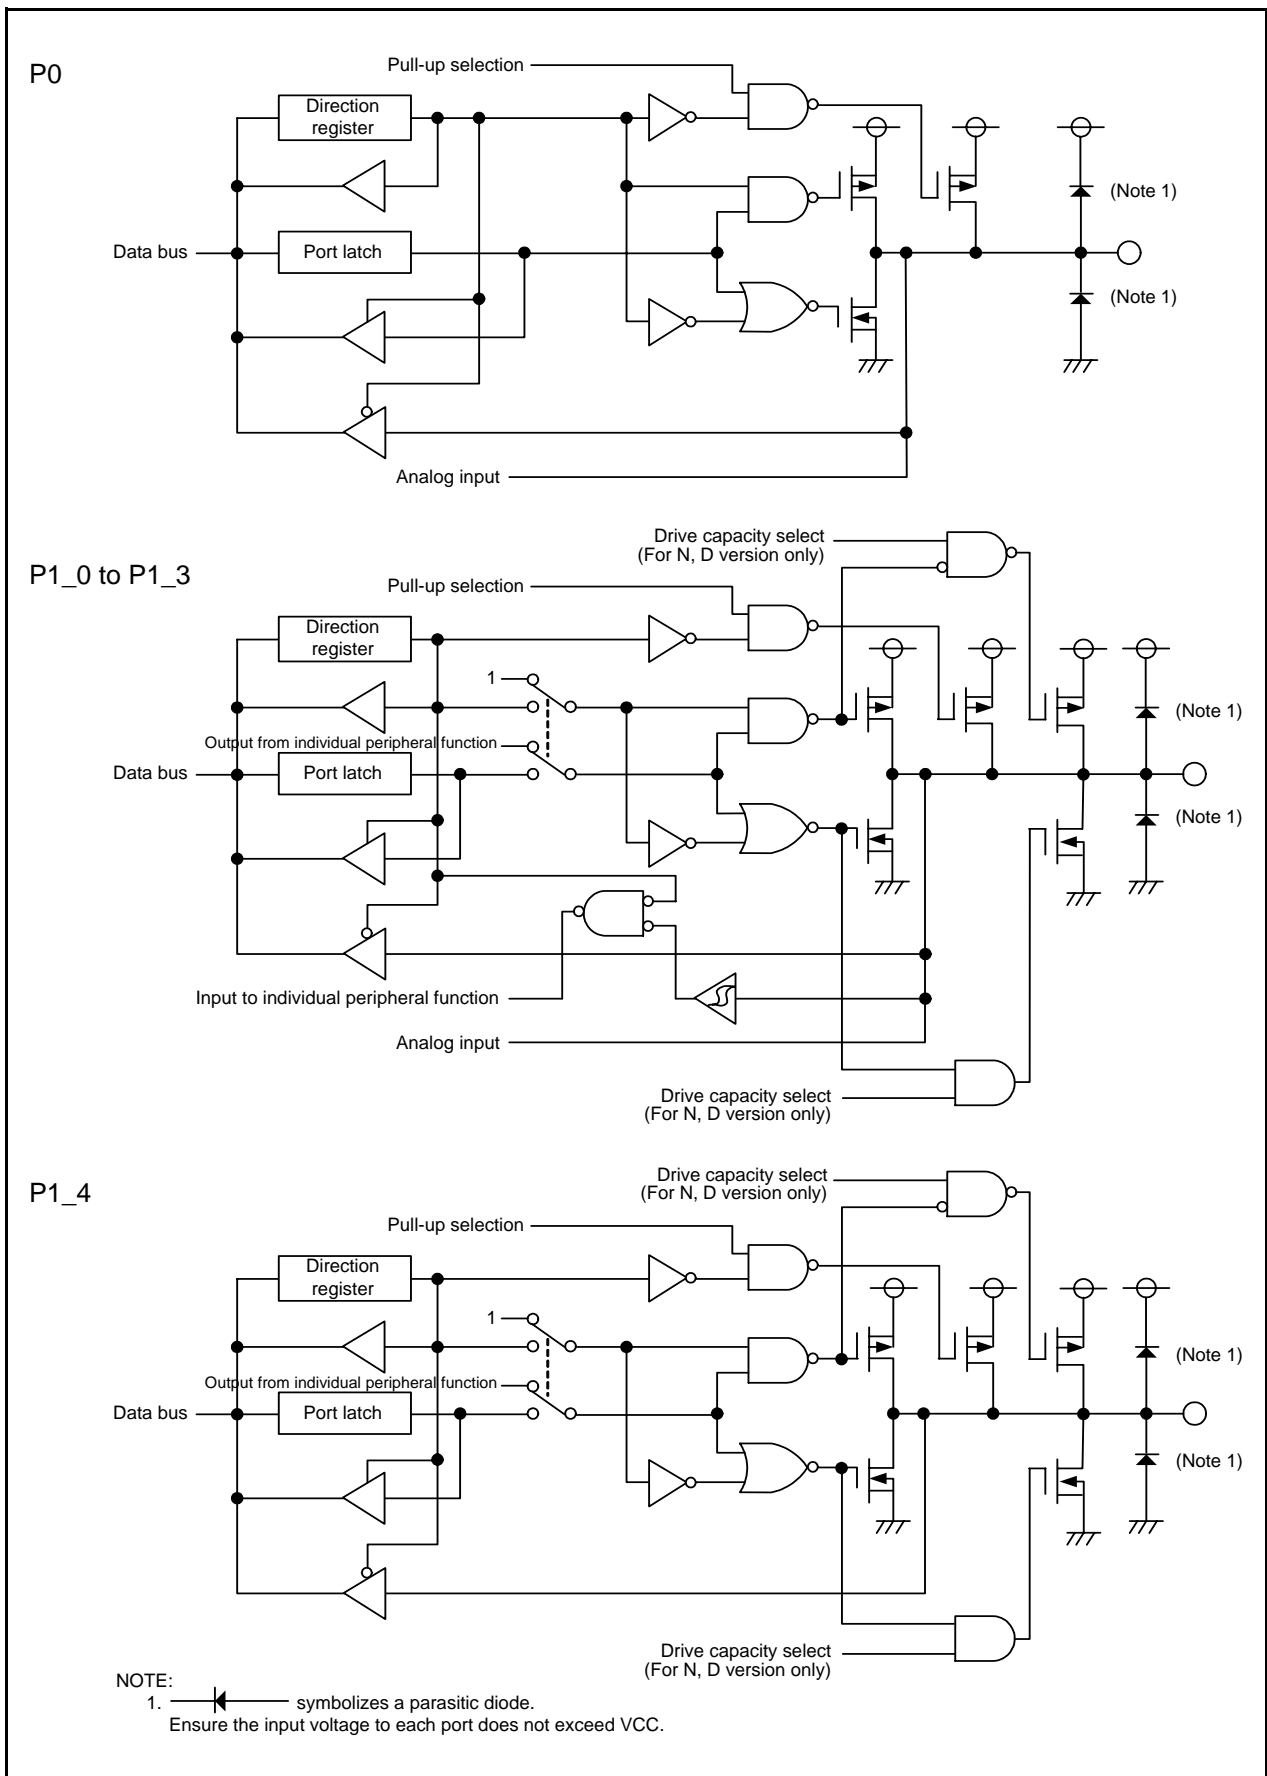 P0
Pull-up selection
Direction
register
Data bus
Port latch
(Note 1)
(Note 1)
Analog input
P1_0 to P1_3
Drive capacity select
(For N, D version only)
Pull-up selection
Direction
register
1
Output from individual peripheral function
Data bus
Port latch
(Note 1)
(Note 1)
Input to individual peripheral function
Analog input
Drive capacity select
(For N, D version only)
P1_4
Drive capacity select
(For N, D version only)
Pull-up selection
Direction
register
1
Output from individual peripheral function
Data bus
Port latch
(Note 1)
(Note 1)
Drive capacity select
(For N, D version only)
NOTE:
1. symbolizes a parasitic diode.
Ensure the input voltage to each port does not exceed VCC.